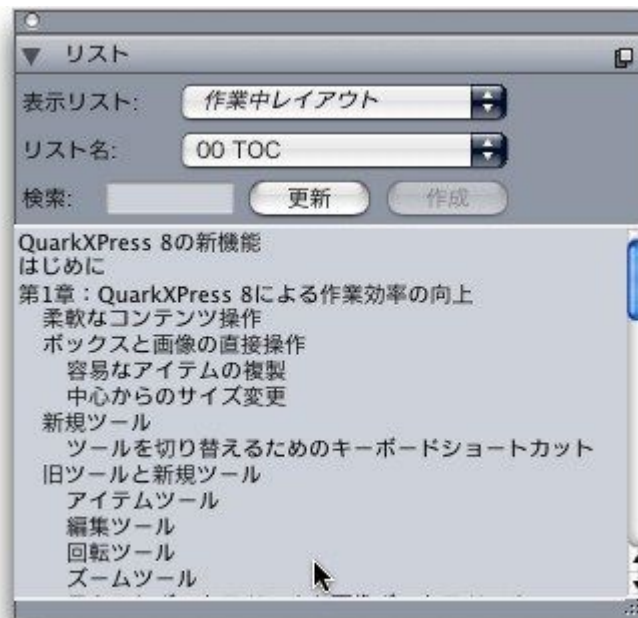 リスト
表示リスト: 作業中レイアウト
リスト名: 00 TOC
検索: 更新 作成
QuarkXPress 8の新機能
はじめに
第1章：QuarkXPress 8による作業効率の向上
柔軟なコンテンツ操作
ボックスと画像の直接操作
容易なアイテムの複製
中心からのサイズ変更
新規ツール
ツールを切り替えるためのキーボードショートカット
旧ツールと新規ツール
アイテムツール
編集ツール
回転ツール
ズームツール